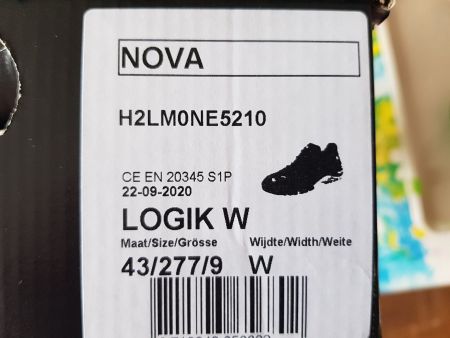 NOVA
H2LM0NE5210
CE EN 20345 S1P
22-09-2020
LOGIK W
Maat/Size/Grösse Wijdte/Width/Weite
43/277/9 W